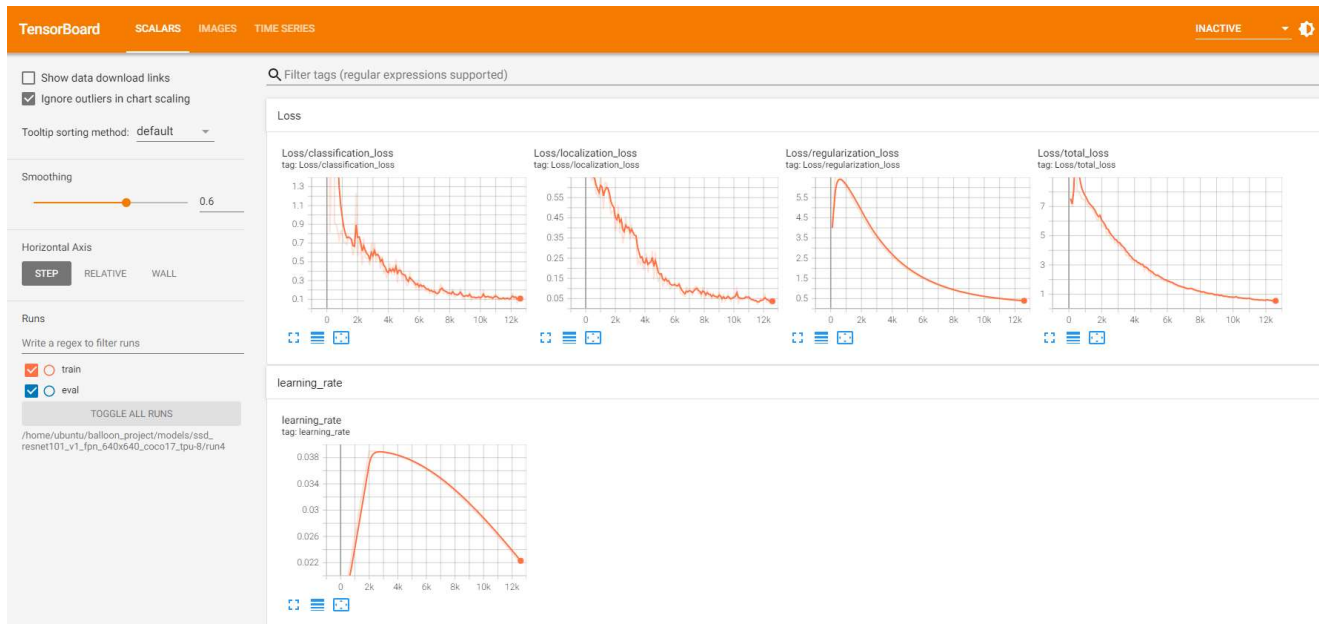 TensorBoard SCALARS IMAGES TIME SERIES INACTIVE
Show data download links
Ignore outliers in chart scaling
Tooltip sorting method: default
Smoothing
0.6
Horizontal Axis
STEP RELATIVE WALL
Runs
Write a regex to filter runs
train
eval
TOGGLE ALL RUNS
/home/ubuntu/balloon_project/models/ssd_
resnet101_v1_fpn_640x640_coco17_tpu-8/run4
Filter tags (regular expressions supported)
Loss
Loss/classification_loss
tag: Loss/classification_loss
1.3
1.1
0.9
0.7
0.5
0.3
0.1
0 2k 4k 6k 8k 10k 12k
Loss/localization_loss
tag: Loss/localization_loss
0.55
0.45
0.35
0.25
0.15
0.05
0 2k 4k 6k 8k 10k 12k
Loss/regularization_loss
tag: Loss/regularization_loss
5.5
4.5
3.5
2.5
1.5
0.5
0 2k 4k 6k 8k 10k 12k
Loss/total_loss
tag: Loss/total_loss
7
5
3
1
0 2k 4k 6k 8k 10k 12k
learning_rate
learning_rate
tag: learning_rate
0.038
0.034
0.03
0.026
0.022
0 2k 4k 6k 8k 10k 12k